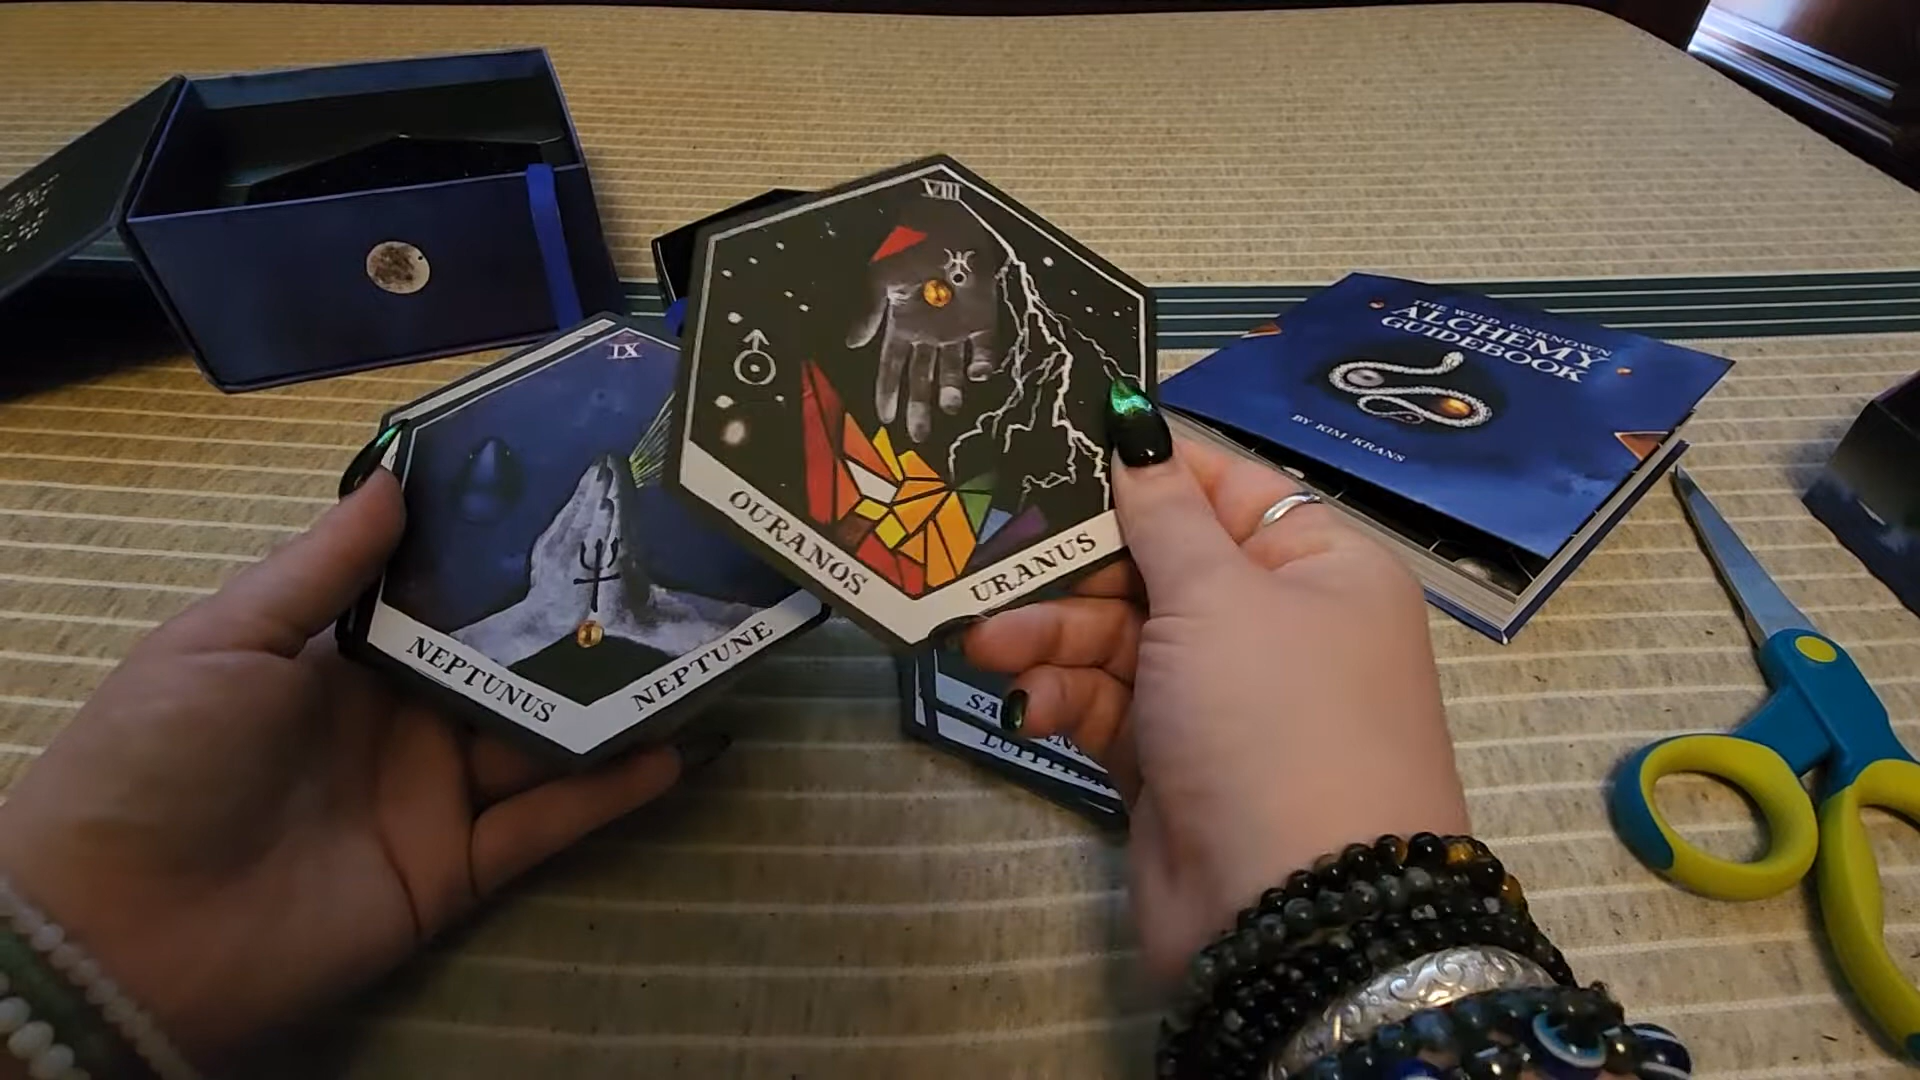 VIII
OURANOS
URANUS
IX
NEPTUNUS
NEPTUNE
THE WILD UNKNOWN
ALCHEMY
GUIDEBOOK
BY KIM KRANS